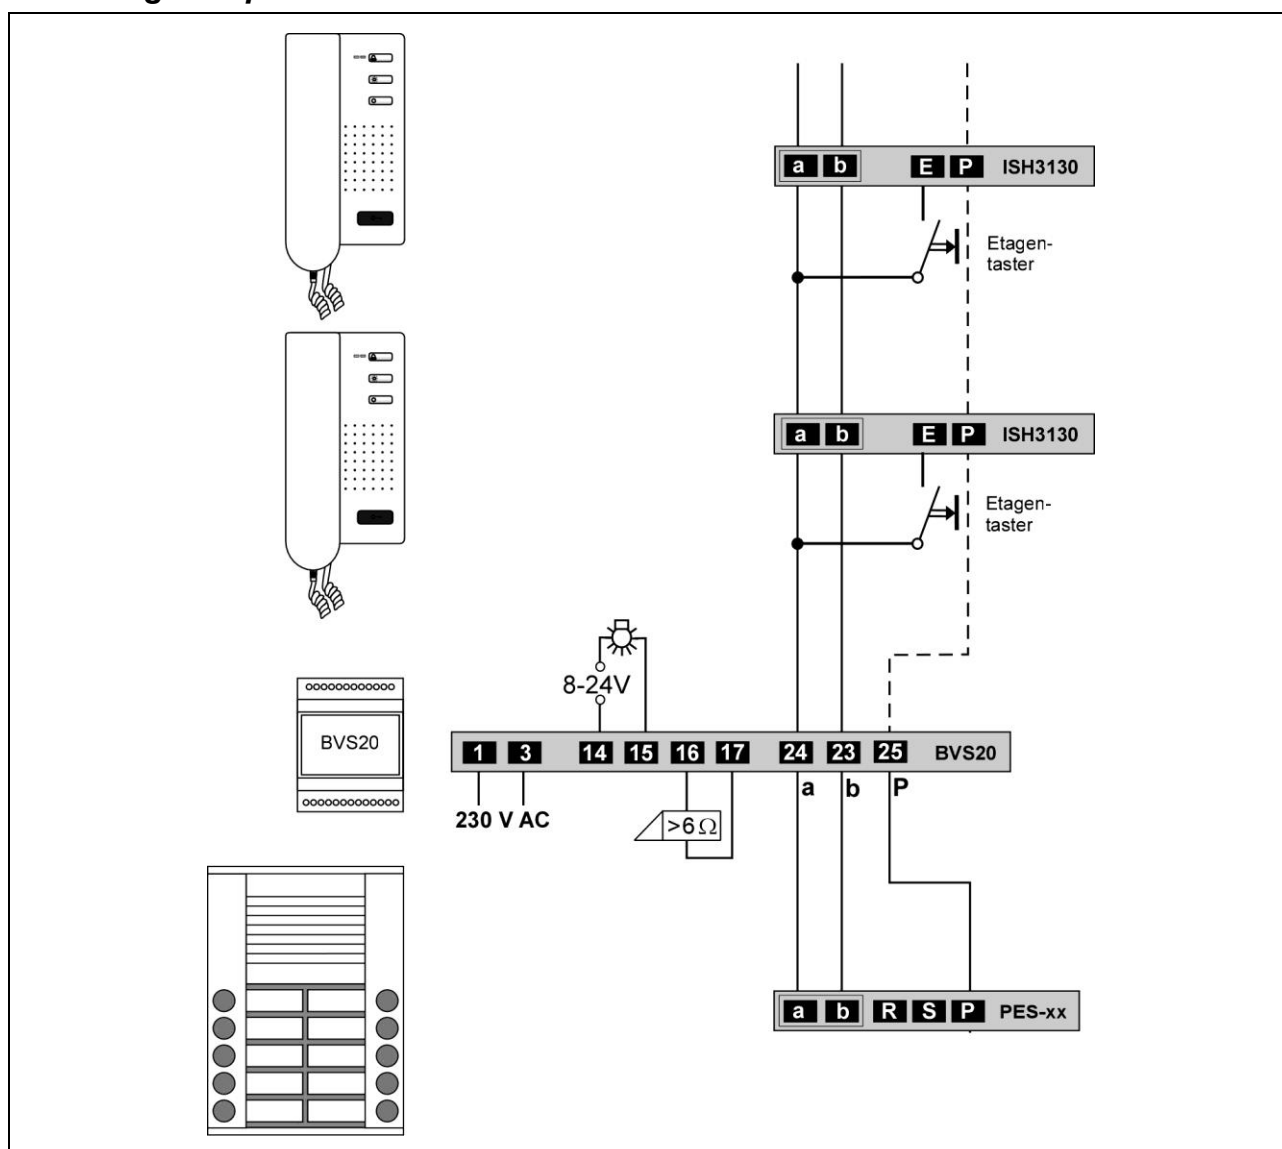 a b E P ISH3130
Etagen-
taster
a b E P ISH3130
Etagen-
taster
8-24V
BVS20
1 3 14 15 16 17 24 23 25 BVS20
a b P
230 V AC
>6 Ω
a b R S P PES-xx